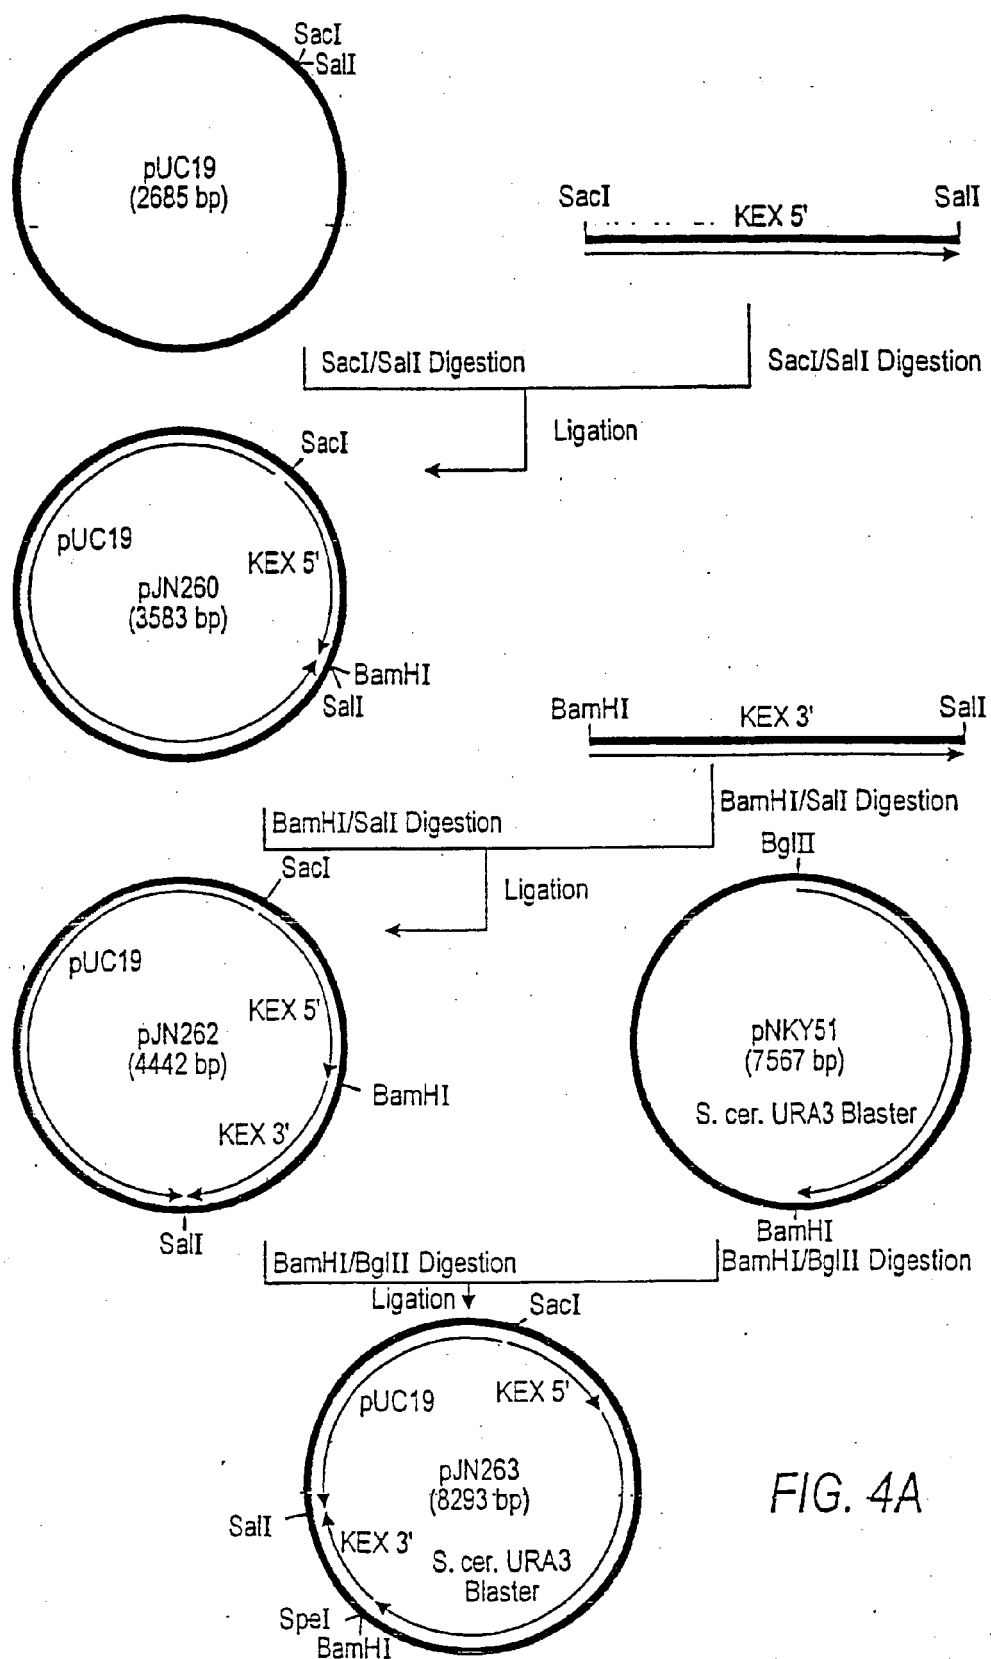 SacI
SalI
pUC19
(2685 bp)
SacI
KEX 5'
SalI
SacI/SalI Digestion
SacI/SalI Digestion
Ligation
SacI
pUC19
KEX 5'
pJN260
(3583 bp)
BamHI
SalI
BamHI
KEX 3'
SalI
BamHI/SalI Digestion
BamHI/SalI Digestion
Ligation
SacI
pUC19
KEX 5'
pJN262
(4442 bp)
BamHI
KEX 3'
SalI
BglII
pNKY51
(7567 bp)
S. cer. URA3 Blaster
BamHI
BamHI/BglII Digestion
BamHI/BglII Digestion
Ligation
SacI
KEX 5'
pUC19
pJN263
(8293 bp)
SalI
KEX 3'
S. cer. URA3
Blaster
SpeI
BamHI
FIG. 4A